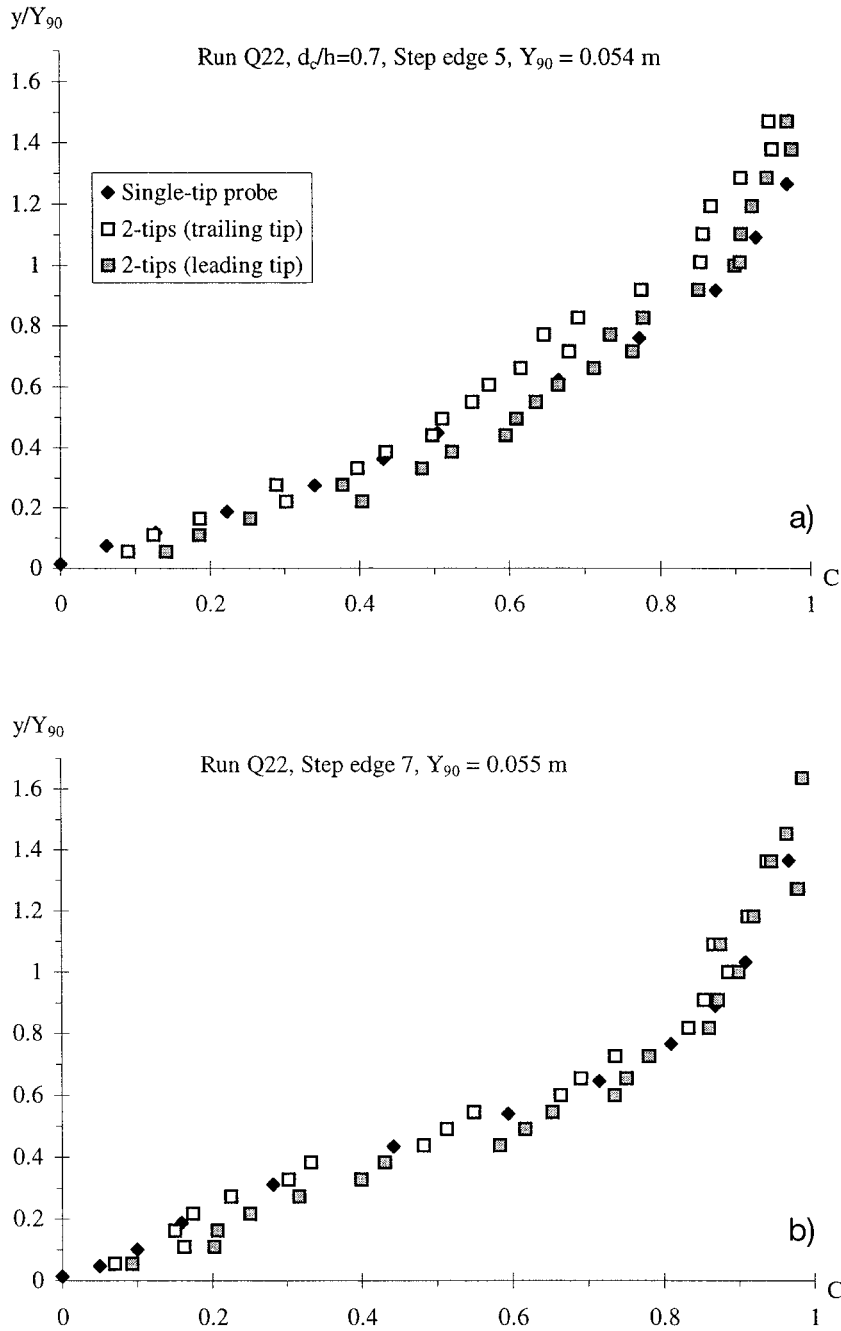 y/Y90
Run Q22, dc/h=0.7, Step edge 5, Y90 = 0.054 m
1.6
1.4
1.2
1
0.8
0.6
0.4
0.2
0
Single-tip probe
2-tips (trailing tip)
2-tips (leading tip)
a)
C
0
0.2
0.4
0.6
0.8
1
y/Y90
Run Q22, Step edge 7, Y90 = 0.055 m
1.6
1.4
1.2
1
0.8
0.6
0.4
0.2
0
b)
C
0
0.2
0.4
0.6
0.8
1